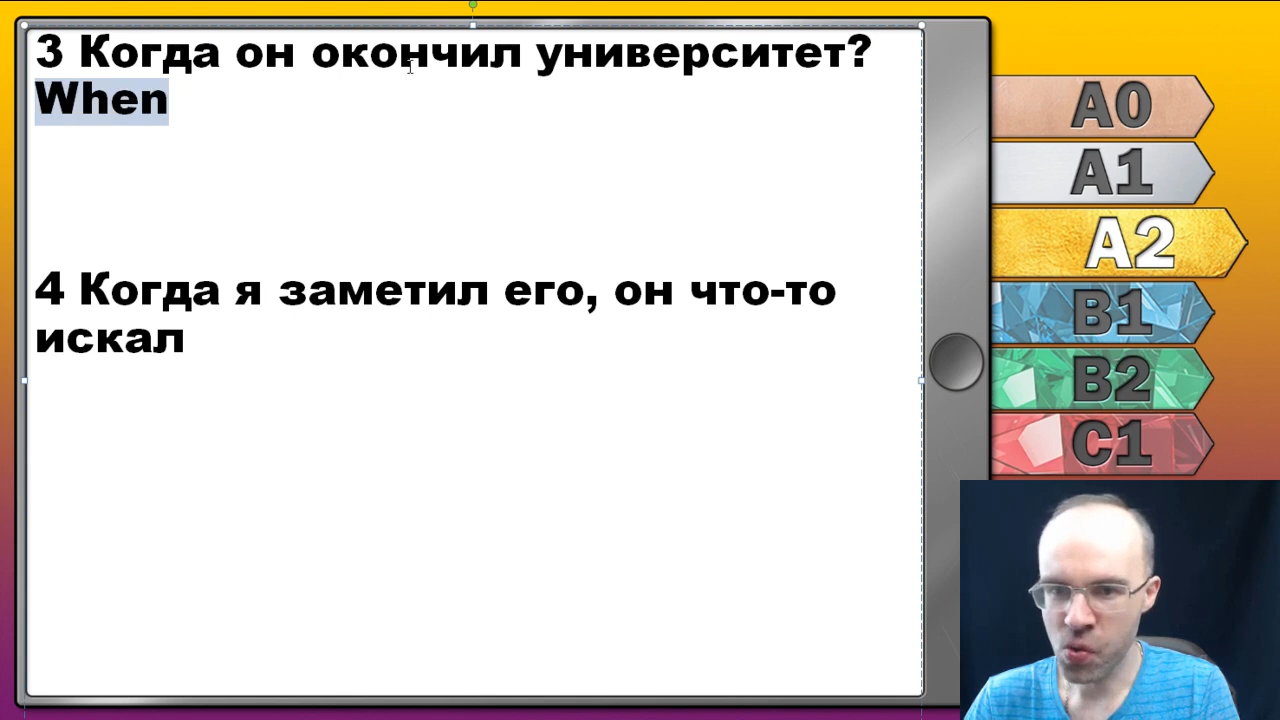 3 Когда он окончил университет?
When
4 Когда я заметил его, он что-то
искал
A0
A1
A2
B1
B2
C1